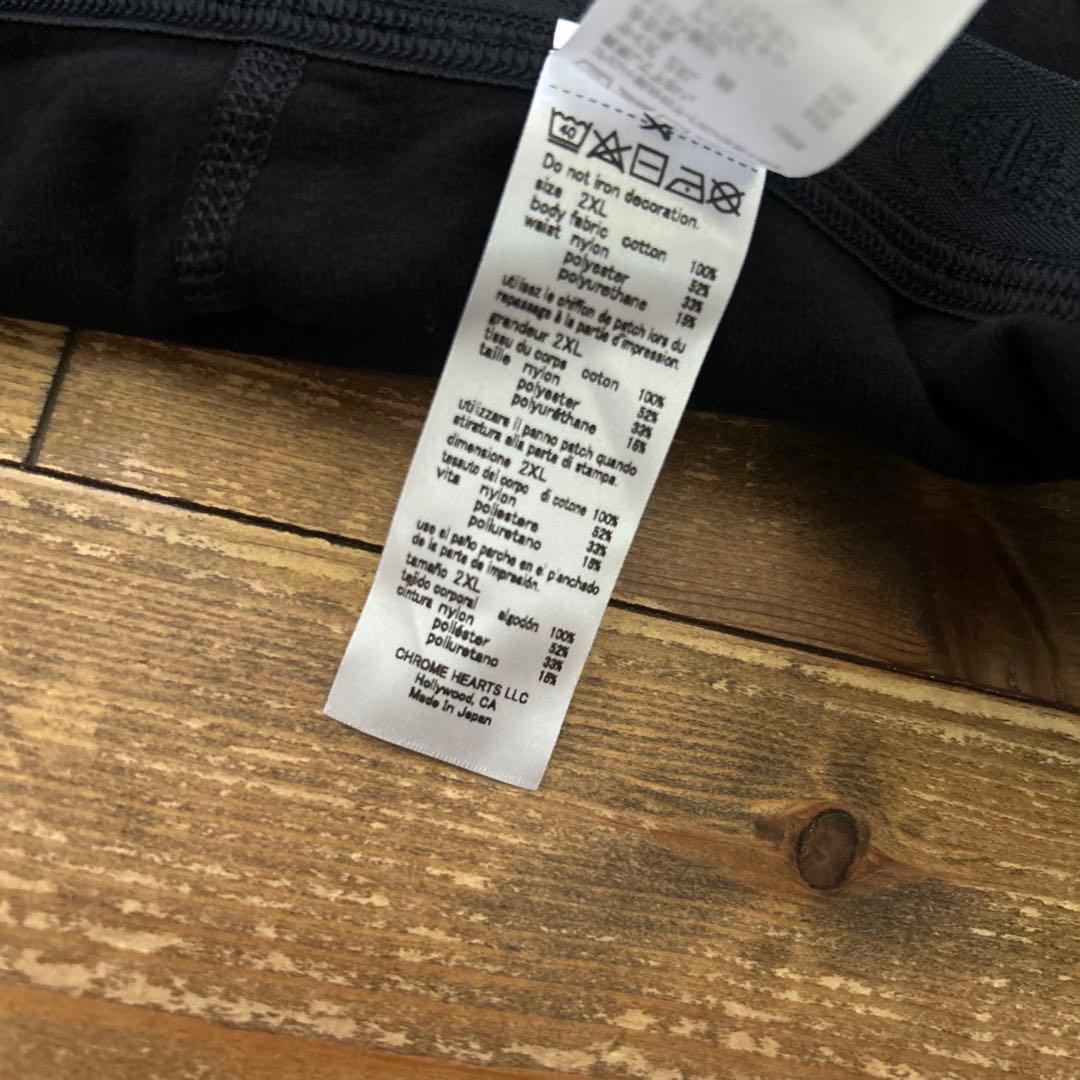 40
Do not iron decoration.
size 2XL
body fabric cotton 100%
waist nylon 52%
polyester 33%
polyurethane 15%
utilisez le chiffon de patch lors du
repassage à la partie d'impression.
grandeur 2XL
tissu du corps coton 100%
taille nylon 52%
polyester 33%
polyuréthane 15%
utilizzare il panno patch quando
stiratura alla parte di stampa.
dimensione 2XL
tessuto del corpo di cotone 100%
vita nylon 52%
poliestere 33%
poliuretano 15%
use el paño parche en el planchado
de la parte de impresión.
tamaño 2XL
tejido corporal algodón 100%
cintura nylon 52%
poliéster 33%
poliuretano 15%
CHROME HEARTS LLC
Hollywood, CA
Made In Japan